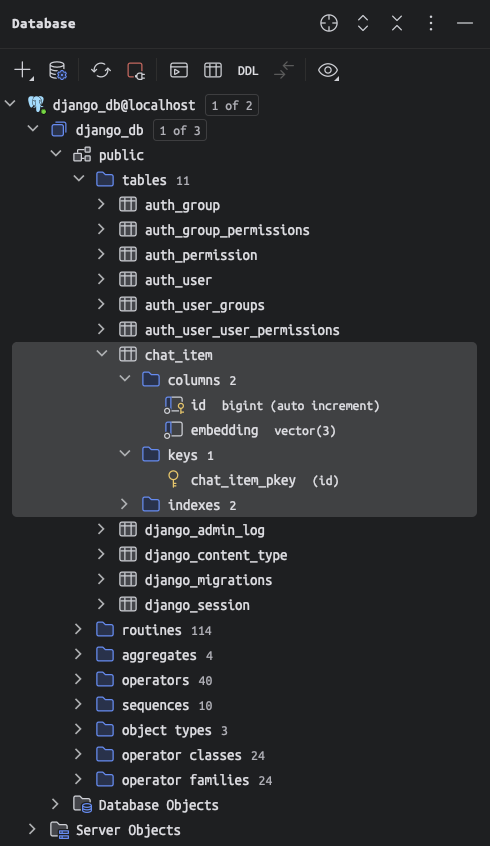 Database
DDL
django_db@localhost 1 of 2
django_db 1 of 3
public
tables 11
auth_group
auth_group_permissions
auth_permission
auth_user
auth_user_groups
auth_user_user_permissions
chat_item
columns 2
id bigint (auto increment)
embedding vector(3)
keys 1
chat_item_pkey (id)
indexes 2
django_admin_log
django_content_type
django_migrations
django_session
routines 114
aggregates 4
operators 40
sequences 10
object types 3
operator classes 24
operator families 24
Database Objects
Server Objects